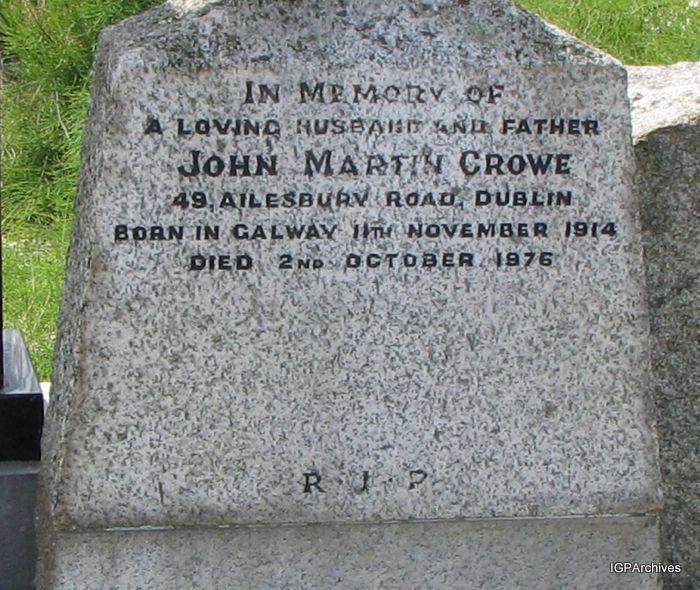 IN MEMORY OF
A LOVING HUSBAND AND FATHER
JOHN MARTIN CROWE
49, AILESBURY ROAD, DUBLIN
BORN IN GALWAY 11TH NOVEMBER 1914
DIED 2ND OCTOBER 1976
R.I.P
IGPArchives